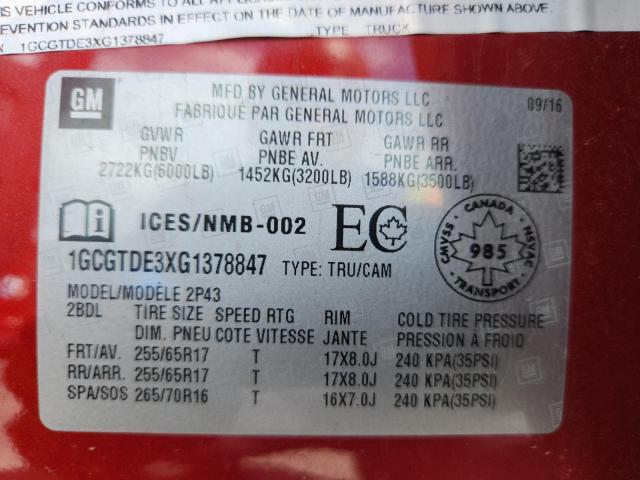 IS VEHICLE CONFORMS TO ALL
EVENTION STANDARDS IN EFFECT ON THE DATE OF MANUFACTURE SHOWN ABOVE.
1GCGTDE3XG1378847 TYPE: TRUCK
GM
MFD BY GENERAL MOTORS LLC
FABRIQUÉ PAR GENERAL MOTORS LLC
09/16
GVWR GAWR FRT GAWR RR
PNBV PNBE AV. PNBE ARR.
2722KG(6000LB) 1452KG(3200LB) 1588KG(3500LB)
i ICES/NMB-002 EC
CANADA CMVSS 985 NSVAC TRANSPORT
1GCGTDE3XG1378847 TYPE: TRU/CAM
MODEL/MODÈLE 2P43
2BDL TIRE SIZE SPEED RTG RIM COLD TIRE PRESSURE
DIM. PNEU COTE VITESSE JANTE PRESSION À FROID
FRT/AV. 255/65R17 T 17X8.0J 240 KPA(35PSI)
RR/ARR. 255/65R17 T 17X8.0J 240 KPA(35PSI)
SPA/SOS 265/70R16 T 16X7.0J 240 KPA(35PSI)